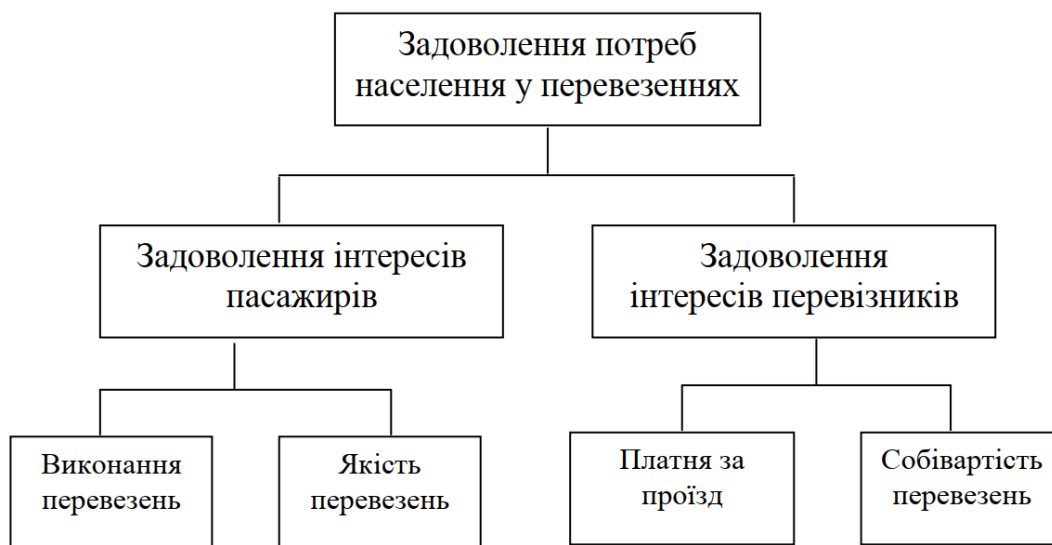 Задоволення потреб
населення у перевезеннях
Задоволення інтересів
пасажирів
Задоволення
інтересів перевізників
Виконання
перевезень
Якість
перевезень
Платня за
проїзд
Собівартість
перевезень